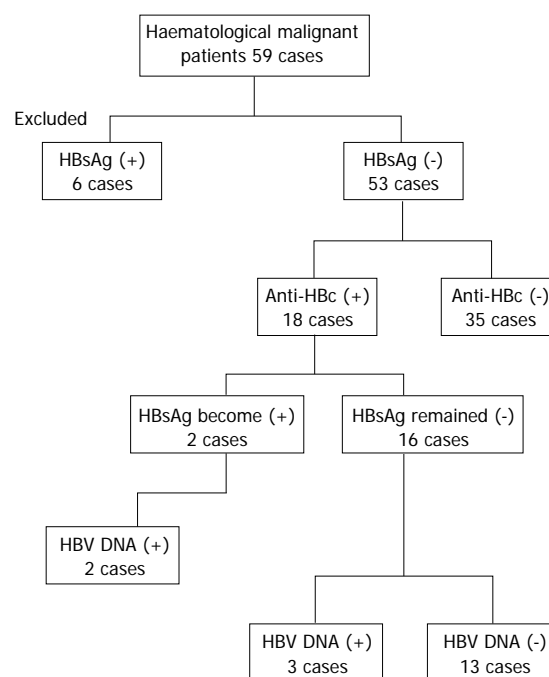 Haematological malignant
patients 59 cases
Excluded
HBsAg (+)
6 cases
HBsAg (-)
53 cases
Anti-HBc (+)
18 cases
Anti-HBc (-)
35 cases
HBsAg become (+)
2 cases
HBsAg remained (-)
16 cases
HBV DNA (+)
2 cases
HBV DNA (+)
3 cases
HBV DNA (-)
13 cases